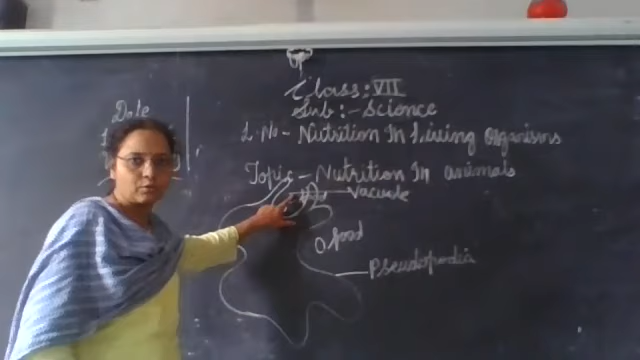 Date
Class: VII
Sub:- Science
L. No - Nutrition In Living Organisms
Topic - Nutrition In animals
Vacuole
food
Pseudopodia